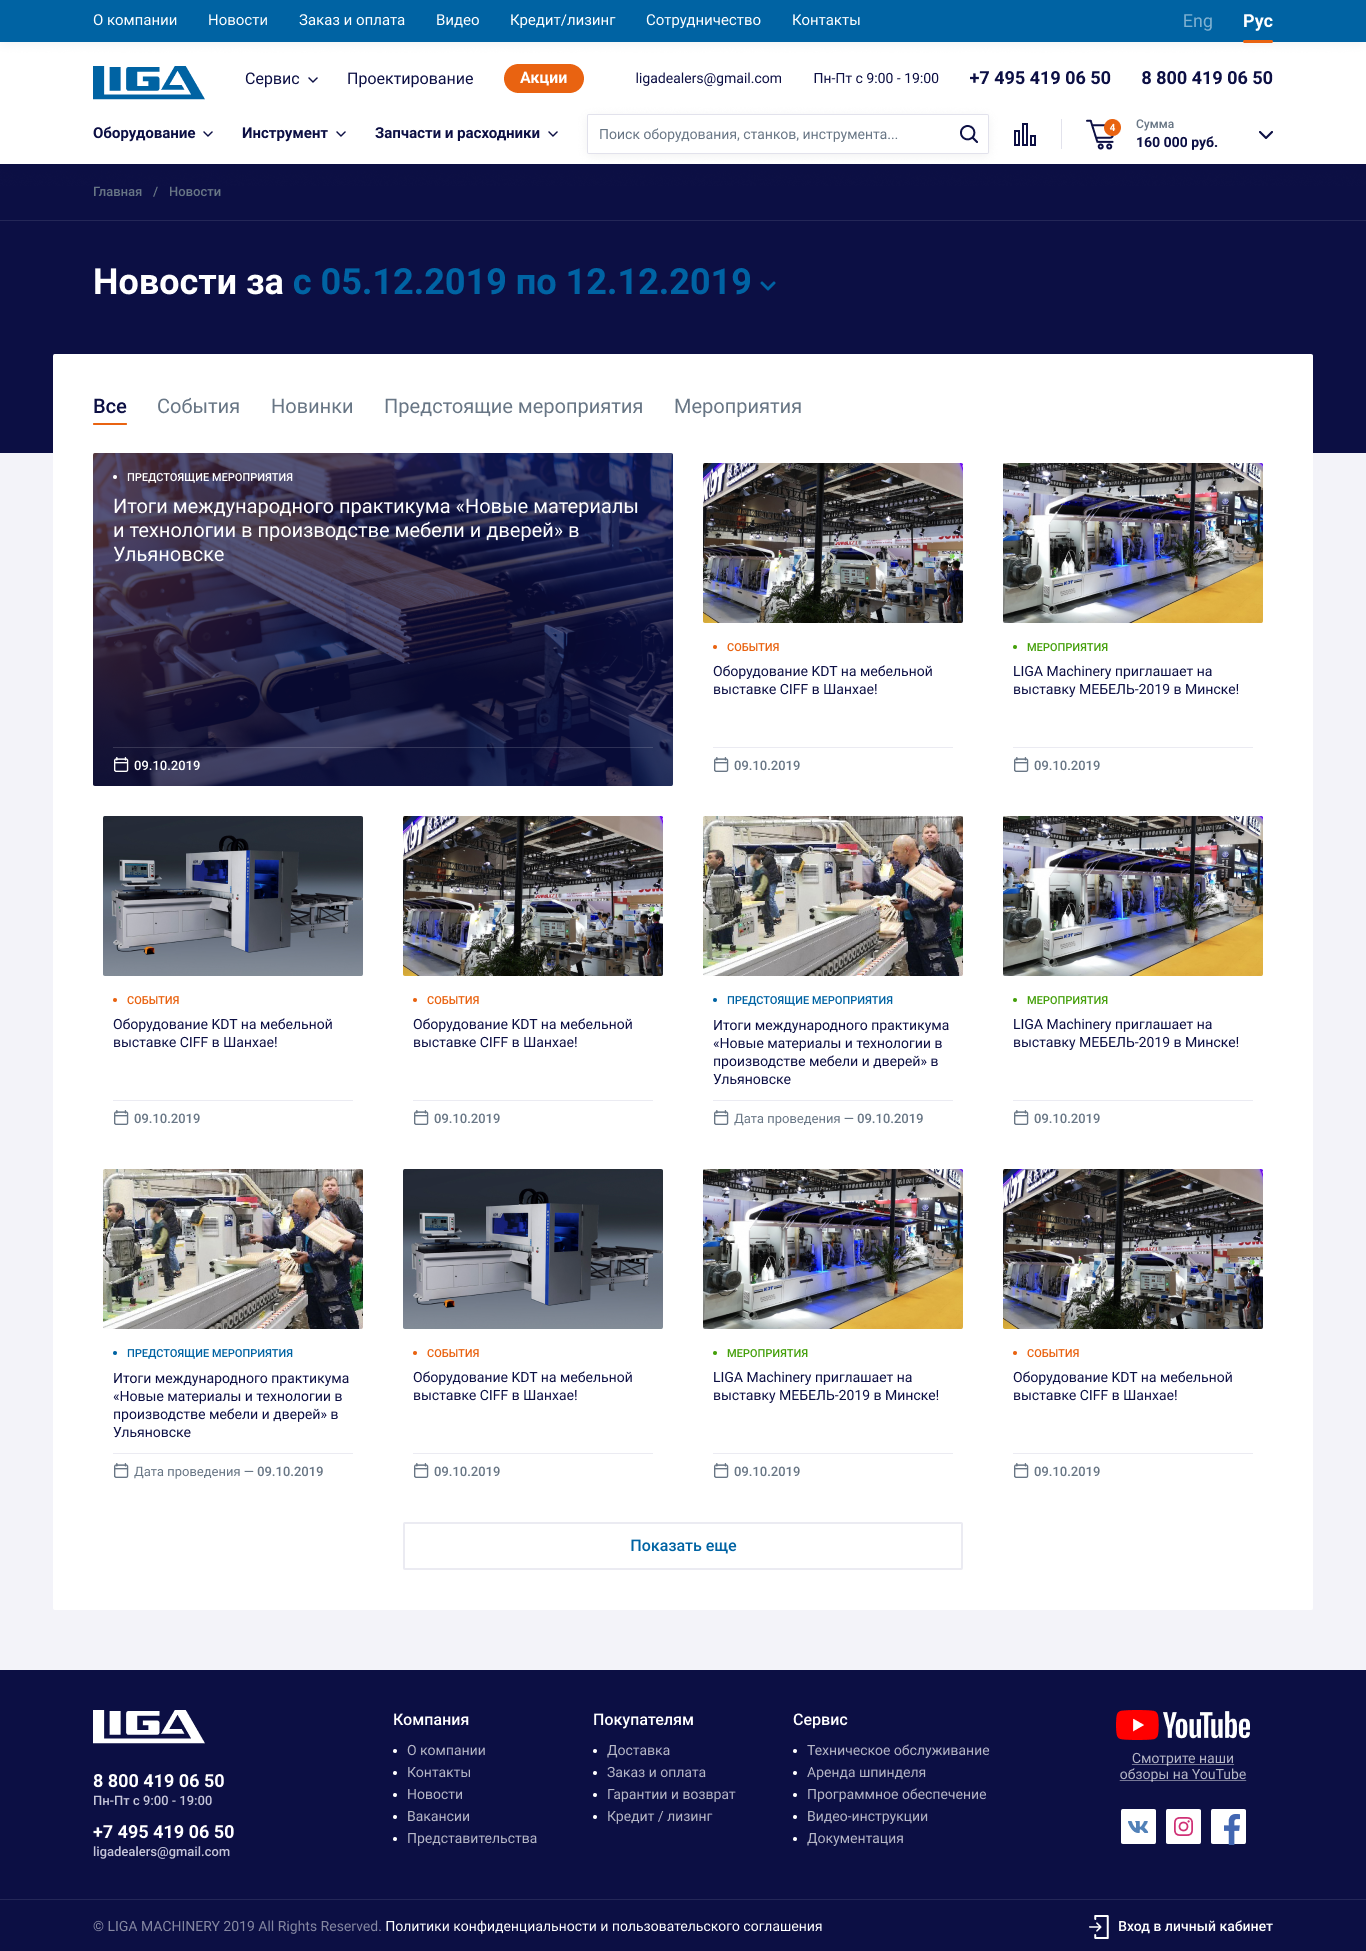 О компании Новости Заказ и оплата Видео Кредит/лизинг Сотрудничество Контакты Eng Рус
LIGA Сервис Проектирование Акции ligadealers@gmail.com Пн-Пт с 9:00 - 19:00 +7 495 419 06 50 8 800 419 06 50
Оборудование Инструмент Запчасти и расходники Поиск оборудования, станков, инструмента... 4 Сумма
160 000 руб.
Главная / Новости
Новости за с 05.12.2019 по 12.12.2019
Все События Новинки Предстоящие мероприятия Мероприятия
ПРЕДСТОЯЩИЕ МЕРОПРИЯТИЯ
Итоги международного практикума «Новые материалы
и технологии в производстве мебели и дверей» в
Ульяновске
09.10.2019
СОБЫТИЯ
Оборудование KDT на мебельной
выставке CIFF в Шанхае!
09.10.2019
МЕРОПРИЯТИЯ
LIGA Machinery приглашает на
выставку МЕБЕЛЬ-2019 в Минске!
09.10.2019
СОБЫТИЯ
Оборудование KDT на мебельной
выставке CIFF в Шанхае!
09.10.2019
СОБЫТИЯ
Оборудование KDT на мебельной
выставке CIFF в Шанхае!
09.10.2019
ПРЕДСТОЯЩИЕ МЕРОПРИЯТИЯ
Итоги международного практикума
«Новые материалы и технологии в
производстве мебели и дверей» в
Ульяновске
Дата проведения — 09.10.2019
МЕРОПРИЯТИЯ
LIGA Machinery приглашает на
выставку МЕБЕЛЬ-2019 в Минске!
09.10.2019
ПРЕДСТОЯЩИЕ МЕРОПРИЯТИЯ
Итоги международного практикума
«Новые материалы и технологии в
производстве мебели и дверей» в
Ульяновске
Дата проведения — 09.10.2019
СОБЫТИЯ
Оборудование KDT на мебельной
выставке CIFF в Шанхае!
09.10.2019
МЕРОПРИЯТИЯ
LIGA Machinery приглашает на
выставку МЕБЕЛЬ-2019 в Минске!
09.10.2019
СОБЫТИЯ
Оборудование KDT на мебельной
выставке CIFF в Шанхае!
09.10.2019
Показать еще
LIGA
8 800 419 06 50
Пн-Пт с 9:00 - 19:00
+7 495 419 06 50
ligadealers@gmail.com
Компания
О компании
Контакты
Новости
Вакансии
Представительства
Покупателям
Доставка
Заказ и оплата
Гарантии и возврат
Кредит / лизинг
Сервис
Техническое обслуживание
Аренда шпинделя
Программное обеспечение
Видео-инструкции
Документация
YouTube
Смотрите наши
обзоры на YouTube
© LIGA MACHINERY 2019 All Rights Reserved. Политики конфиденциальности и пользовательского соглашения Вход в личный кабинет